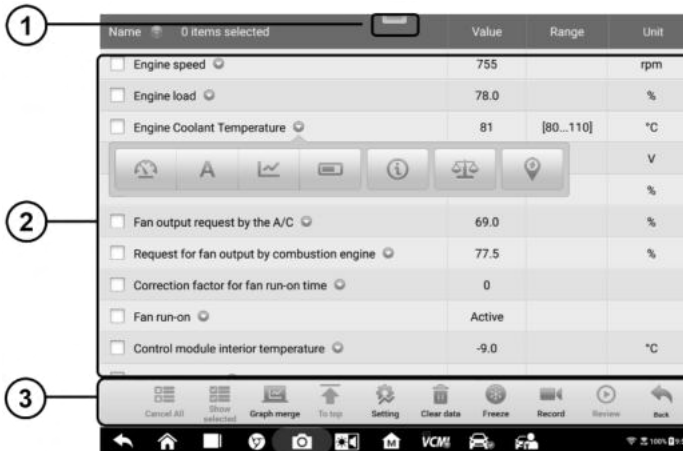 1
Name 0 items selected Value Range Unit
Engine speed 755 rpm
Engine load 78.0 %
Engine Coolant Temperature 81 [80...110] °C
A V
%
2
Fan output request by the A/C 69.0 %
Request for fan output by combustion engine 77.5 %
Correction factor for fan run-on time 0
Fan run-on Active
Control module interior temperature -9.0 °C
3
Cancel All Show selected Graph merge To top Setting Clear data Freeze Record Review Back
M VCMI 100%